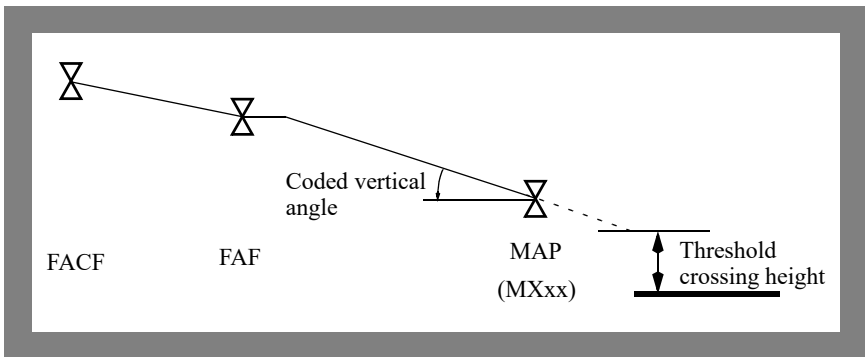 Coded vertical
angle
FACF
FAF
MAP
(MXxx)
Threshold
crossing height